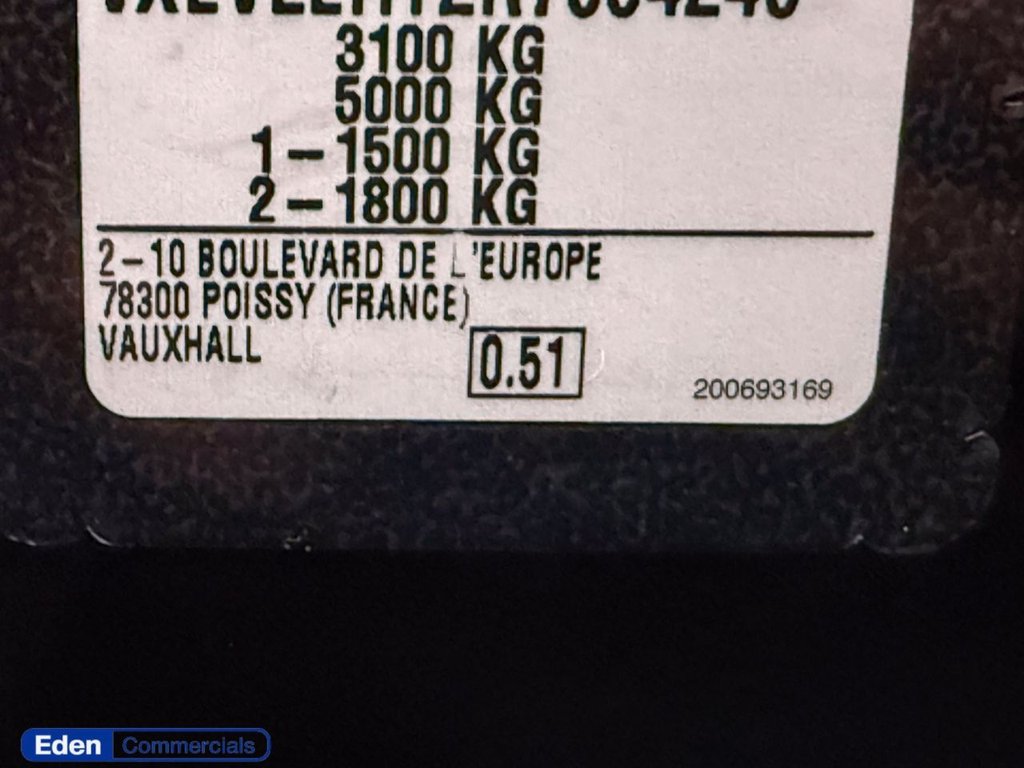 3100 KG
5000 KG
1-1500 KG
2-1800 KG
2-10 BOULEVARD DE L'EUROPE
78300 POISSY (FRANCE)
VAUXHALL
0.51
200693169
Eden Commercials